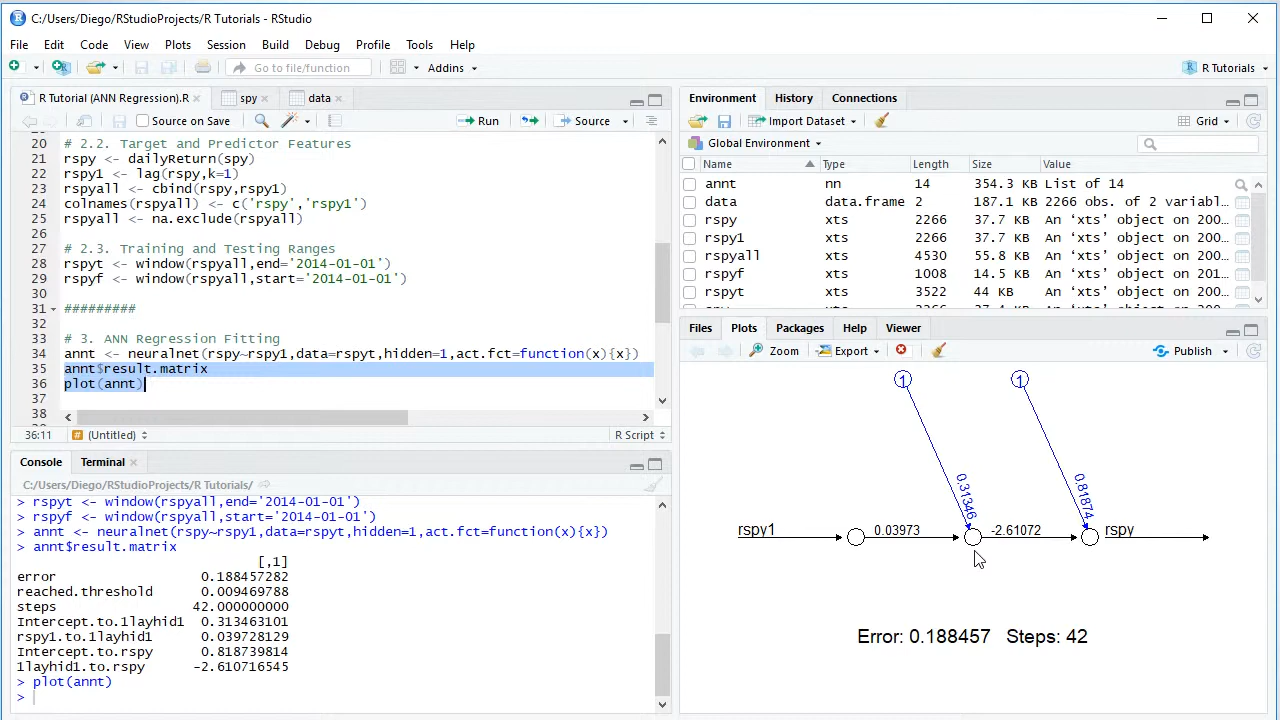 C:/Users/Diego/RStudioProjects/R Tutorials - RStudio
File Edit Code View Plots Session Build Debug Profile Tools Help
Go to file/function Addins R Tutorials
R Tutorial (ANN Regression).R spy data
Source on Save Run Source
20 # 2.2. Target and Predictor Features
21 rspy <- dailyReturn(spy)
22 rspy1 <- lag(rspy,k=1)
23 rspyall <- cbind(rspy,rspy1)
24 colnames(rspyall) <- c('rspy','rspy1')
25 rspyall <- na.exclude(rspyall)
26
27 # 2.3. Training and Testing Ranges
28 rspyt <- window(rspyall,end='2014-01-01')
29 rspyf <- window(rspyall,start='2014-01-01')
30
31 #########
32
33 # 3. ANN Regression Fitting
34 annt <- neuralnet(rspy~rspy1,data=rspyt,hidden=1,act.fct=function(x){x})
35 annt$result.matrix
36 plot(annt)
37
38
36:11 (Untitled) R Script
Console Terminal
C:/Users/Diego/RStudioProjects/R Tutorials/
> rspyt <- window(rspyall,end='2014-01-01')
> rspyf <- window(rspyall,start='2014-01-01')
> annt <- neuralnet(rspy~rspy1,data=rspyt,hidden=1,act.fct=function(x){x})
> annt$result.matrix
[,1]
error 0.188457282
reached.threshold 0.009469788
steps 42.000000000
Intercept.to.1layhid1 0.313463101
rspy1.to.1layhid1 0.039728129
Intercept.to.rspy 0.818739814
1layhid1.to.rspy -2.610716545
> plot(annt)
>
Environment History Connections
Import Dataset Grid
Global Environment
Name Type Length Size Value
annt nn 14 354.3 KB List of 14
data data.frame 2 187.1 KB 2266 obs. of 2 variabl…
rspy xts 2266 37.7 KB An ‘xts’ object on 200…
rspy1 xts 2266 37.7 KB An ‘xts’ object on 200…
rspyall xts 4530 55.8 KB An ‘xts’ object on 200…
rspyf xts 1008 14.5 KB An ‘xts’ object on 201…
rspyt xts 3522 44 KB An ‘xts’ object on 200…
Files Plots Packages Help Viewer
Zoom Export Publish
1 1
0.31346 0.81874
rspy1 0.03973 -2.61072 rspy
Error: 0.188457 Steps: 42